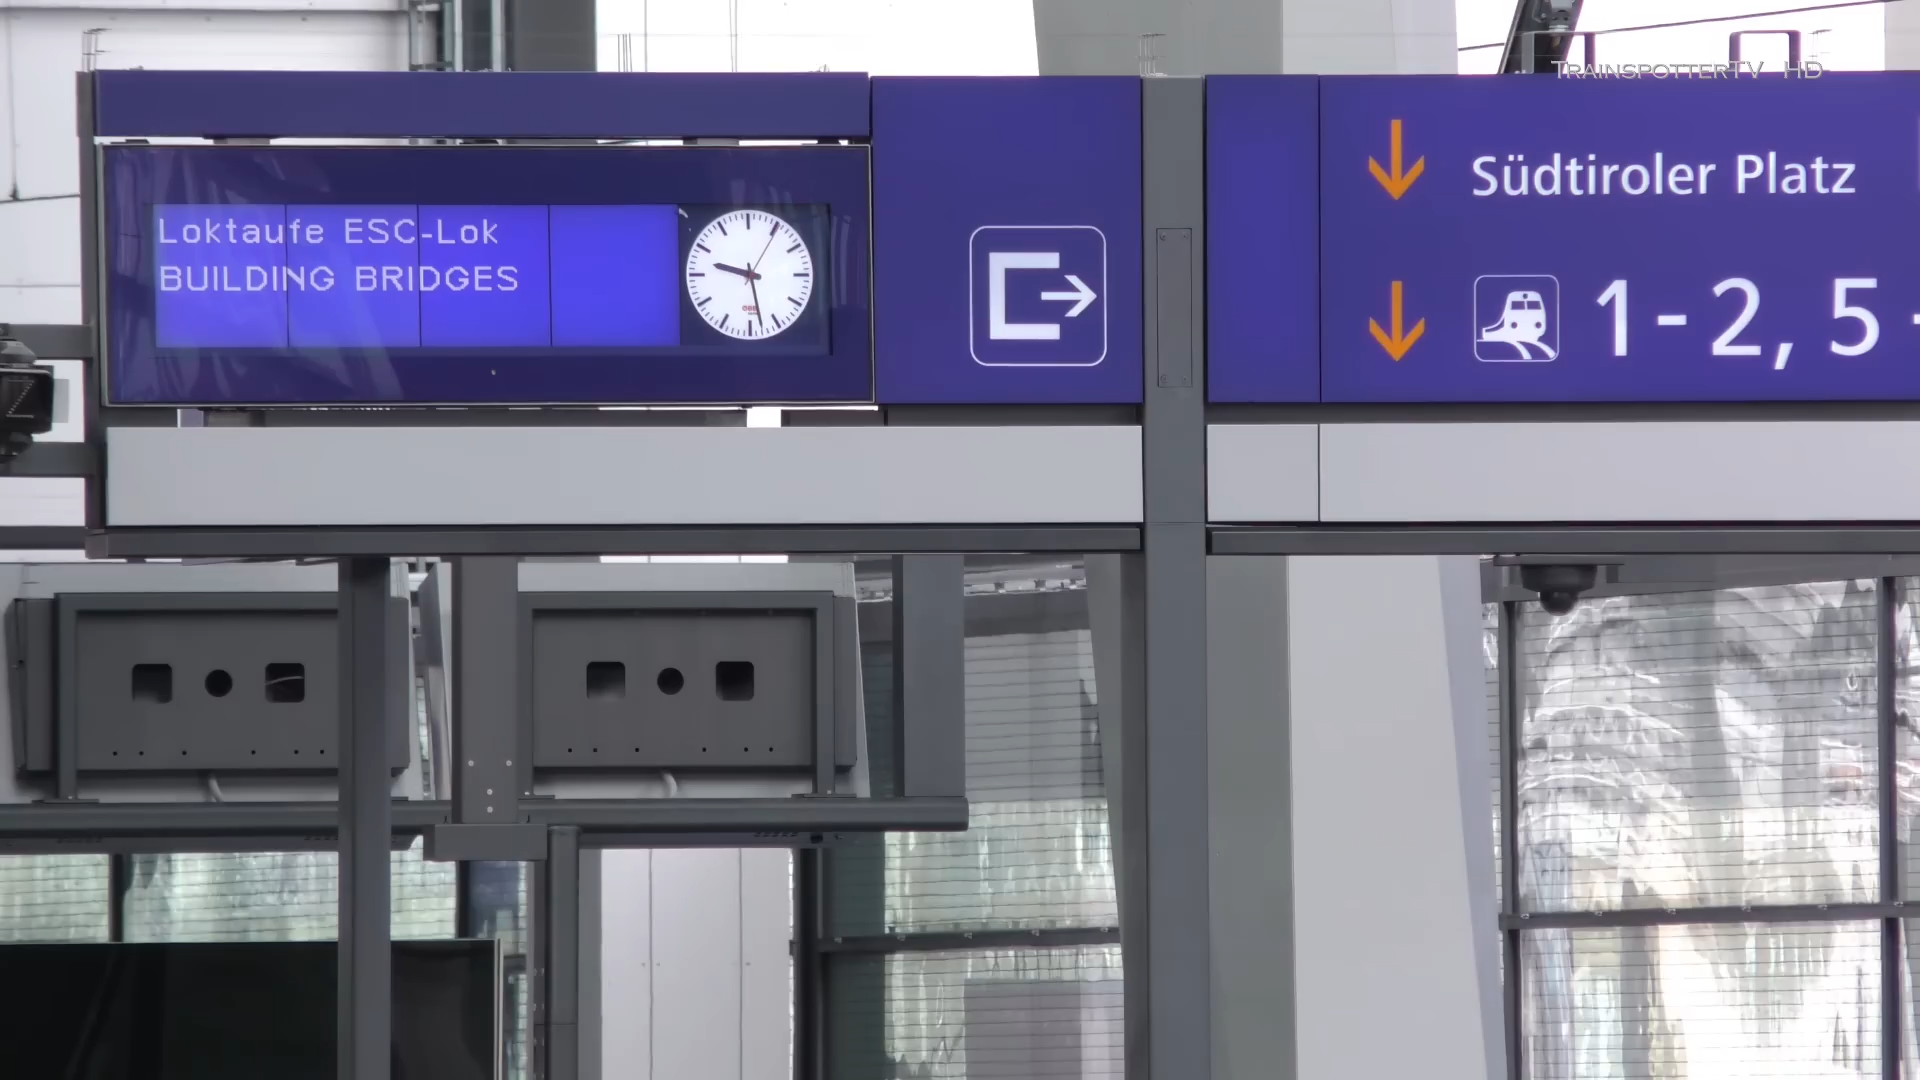 TRAINSPOTTERTV HD
Loktaufe ESC-Lok
BUILDING BRIDGES
Südtiroler Platz
1-2, 5-